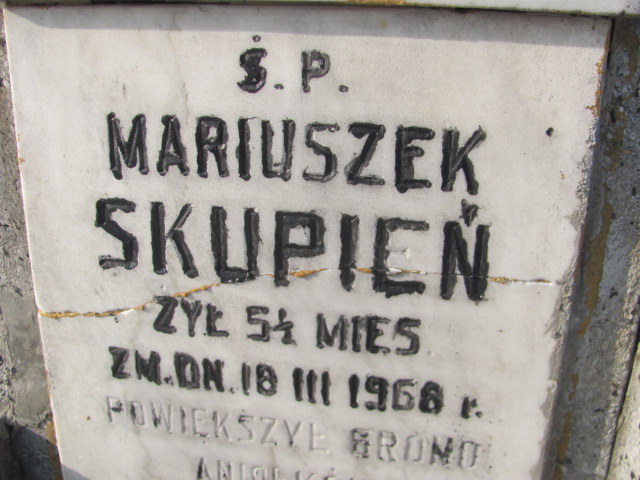 Ś.P.
MARIUSZEK
SKUPIEŃ
ŻYŁ 5½ MIES
ZM.DN.18 III 1968 r.
POWIĘKSZYŁ GRONO